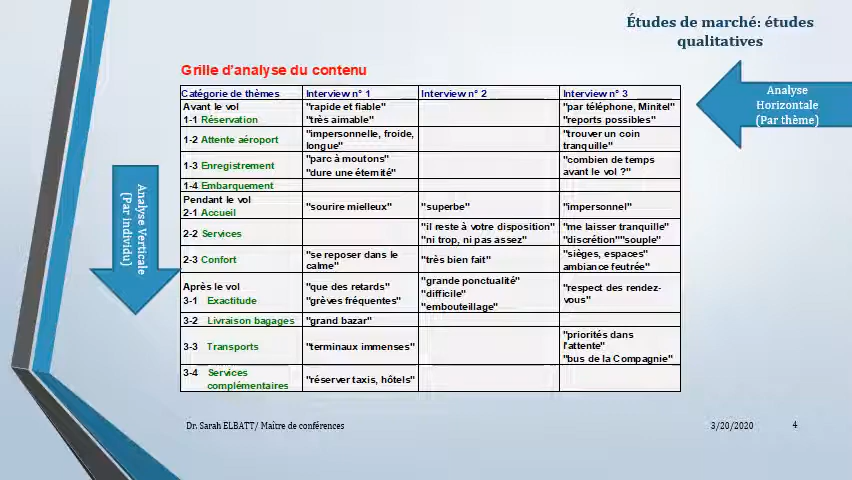 Études de marché: études
qualitatives
Grille d'analyse du contenu
Catégorie de thèmes Interview n° 1 Interview n° 2 Interview n° 3
Avant le vol "rapide et fiable" "par téléphone, Minitel"
1-1 Réservation "très aimable" "reports possibles"
1-2 Attente aéroport "impersonnelle, froide, longue" "trouver un coin tranquille"
1-3 Enregistrement "parc à moutons" "combien de temps
"dure une éternité" avant le vol ?"
1-4 Embarquement
Pendant le vol
2-1 Accueil "sourire mielleux" "superbe" "impersonnel"
2-2 Services "il reste à votre disposition" "me laisser tranquille"
"ni trop, ni pas assez" "discrétion""souple"
2-3 Confort "se reposer dans le calme" "très bien fait" "sièges, espaces" ambiance feutrée"
Après le vol "que des retards" "grande ponctualité" "respect des rendez-
3-1 Exactitude "grèves fréquentes" "difficile" vous"
"embouteillage"
3-2 Livraison bagages "grand bazar"
3-3 Transports "terminaux immenses" "priorités dans l'attente"
"bus de la Compagnie"
3-4 Services
complémentaires "réserver taxis, hôtels"
Analyse
Horizontale
(Par thème)
Analyse Verticale
(Par individu)
Dr. Sarah ELBATT/ Maitre de conférences 3/20/2020 4